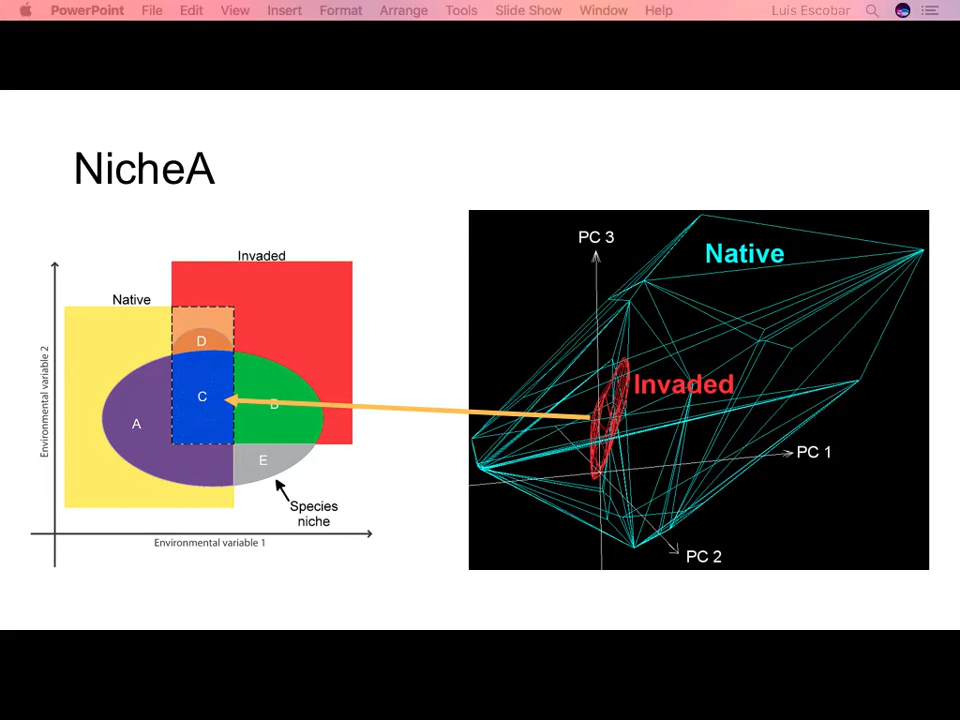 PowerPoint File Edit View Insert Format Arrange Tools Slide Show Window Help Luis Escobar
NicheA
Invaded
Native
D
C
B
A
E
Species
niche
Environmental variable 2
Environmental variable 1
PC 3
Native
Invaded
PC 1
PC 2